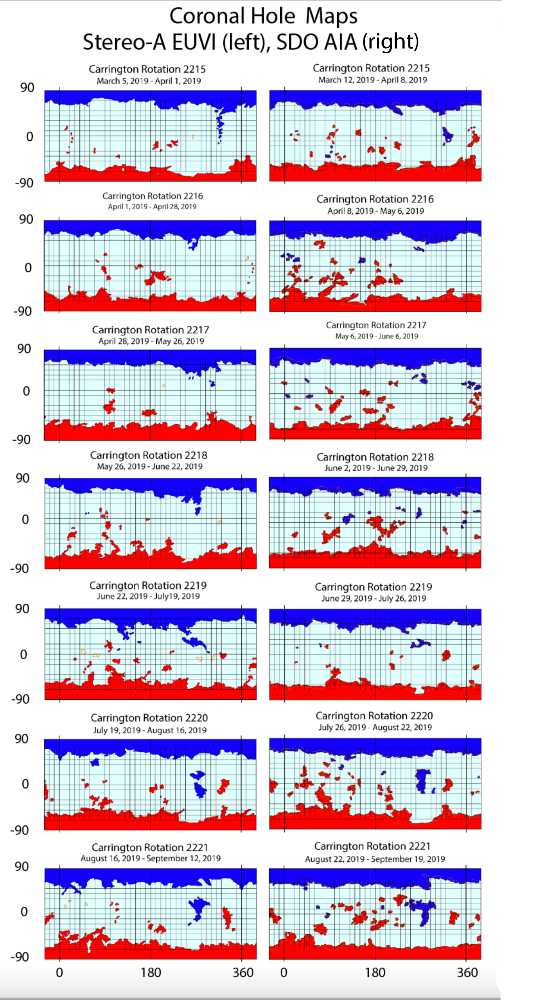 Coronal Hole Maps
Stereo-A EUVI (left), SDO AIA (right)
Carrington Rotation 2215
March 5, 2019 - April 1, 2019
Carrington Rotation 2215
March 12, 2019 - April 8, 2019
90
0
-90
Carrington Rotation 2216
April 1, 2019 - April 28, 2019
Carrington Rotation 2216
April 8, 2019 - May 6, 2019
90
0
-90
Carrington Rotation 2217
April 28, 2019 - May 26, 2019
Carrington Rotation 2217
May 6, 2019 - June 6, 2019
90
0
-90
Carrington Rotation 2218
May 26, 2019 - June 22, 2019
Carrington Rotation 2218
June 2, 2019 - June 29, 2019
90
0
-90
Carrington Rotation 2219
June 22, 2019 - July19, 2019
Carrington Rotation 2219
June 29, 2019 - July 26, 2019
90
0
-90
Carrington Rotation 2220
July 19, 2019 - August 16, 2019
Carrington Rotation 2220
July 26, 2019 - August 22, 2019
90
0
-90
Carrington Rotation 2221
August 16, 2019 - September 12, 2019
Carrington Rotation 2221
August 22, 2019 - September 19, 2019
90
0
-90
0 180 360 0 180 360